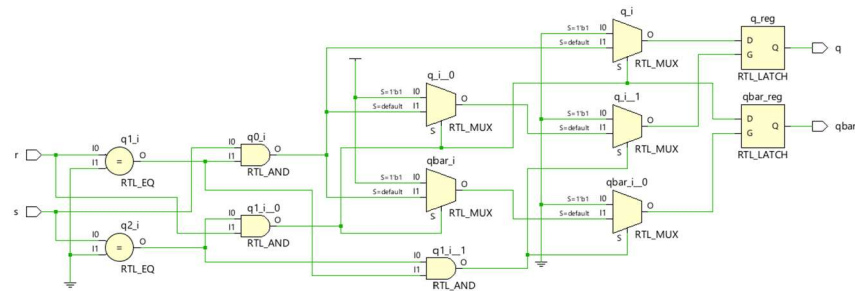 q_i
S=1'b1 I0
S=default I1
O
S RTL_MUX
q_reg
D
Q
G
RTL_LATCH
q
q_i__0
S=1'b1 I0
S=default I1
O
S RTL_MUX
q_i__1
S=1'b1 I0
S=default I1
O
S RTL_MUX
qbar_reg
D
Q
G
RTL_LATCH
qbar
r
s
q1_i
I0
I1
=
O
RTL_EQ
q0_i
I0
I1
O
RTL_AND
qbar_i
S=1'b1 I0
S=default I1
O
S RTL_MUX
qbar_i__0
S=1'b1 I0
S=default I1
O
S RTL_MUX
q2_i
I0
I1
=
O
RTL_EQ
q1_i__0
I0
I1
O
RTL_AND
q1_i__1
I0
I1
O
RTL_AND